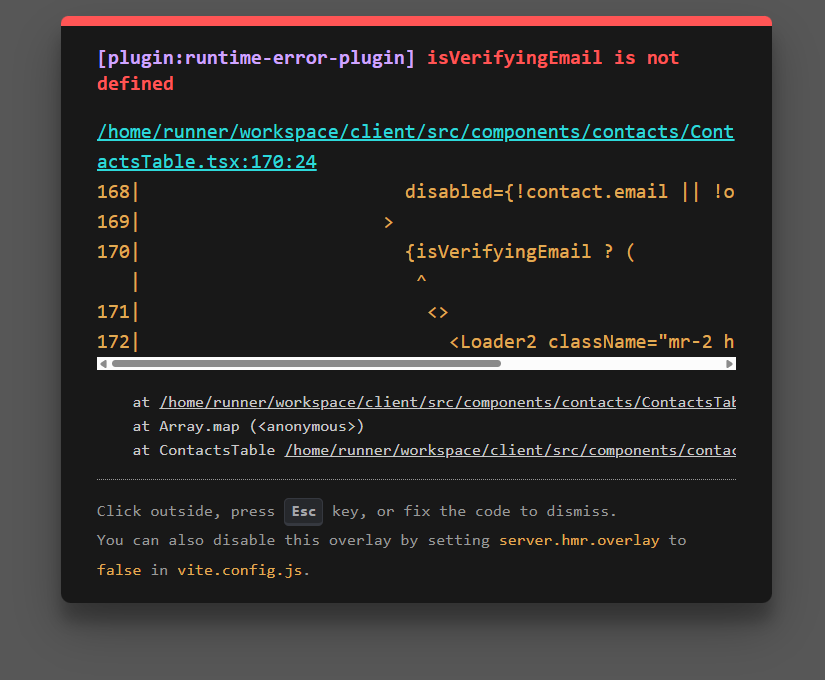 [plugin:runtime-error-plugin] isVerifyingEmail is not
defined
/home/runner/workspace/client/src/components/contacts/Cont
actsTable.tsx:170:24
168|                         disabled={!contact.email || !o
169|                       >
170|                         {isVerifyingEmail ? (
   |                          ^
171|                           <>
172|                             <Loader2 className="mr-2 h
at /home/runner/workspace/client/src/components/contacts/ContactsTab
at Array.map (<anonymous>)
at ContactsTable /home/runner/workspace/client/src/components/contac
Click outside, press Esc key, or fix the code to dismiss.
You can also disable this overlay by setting server.hmr.overlay to
false in vite.config.js.